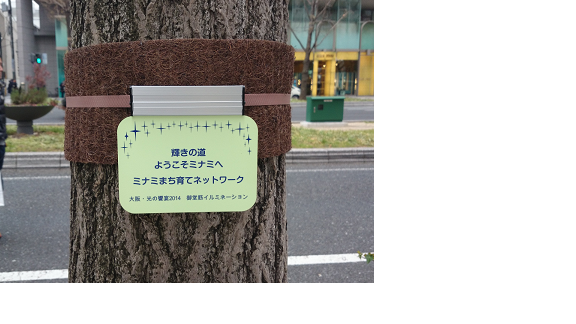 輝きの道
ようこそミナミへ
ミナミまち育てネットワーク
大阪・光の饗宴2014 御堂筋イルミネーション